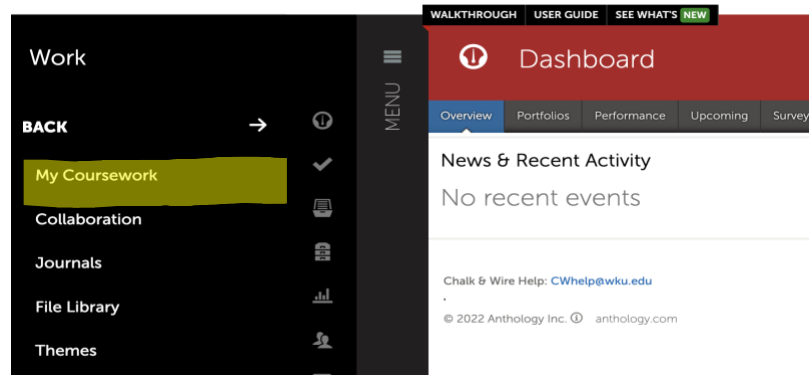 WALKTHROUGH USER GUIDE SEE WHAT'S NEW
Work
MENU
Dashboard
BACK
Overview Portfolios Performance Upcoming Survey
My Coursework
Collaboration
Journals
File Library
Themes
News & Recent Activity
No recent events
Chalk & Wire Help: CWhelp@wku.edu
.
© 2022 Anthology Inc. anthology.com